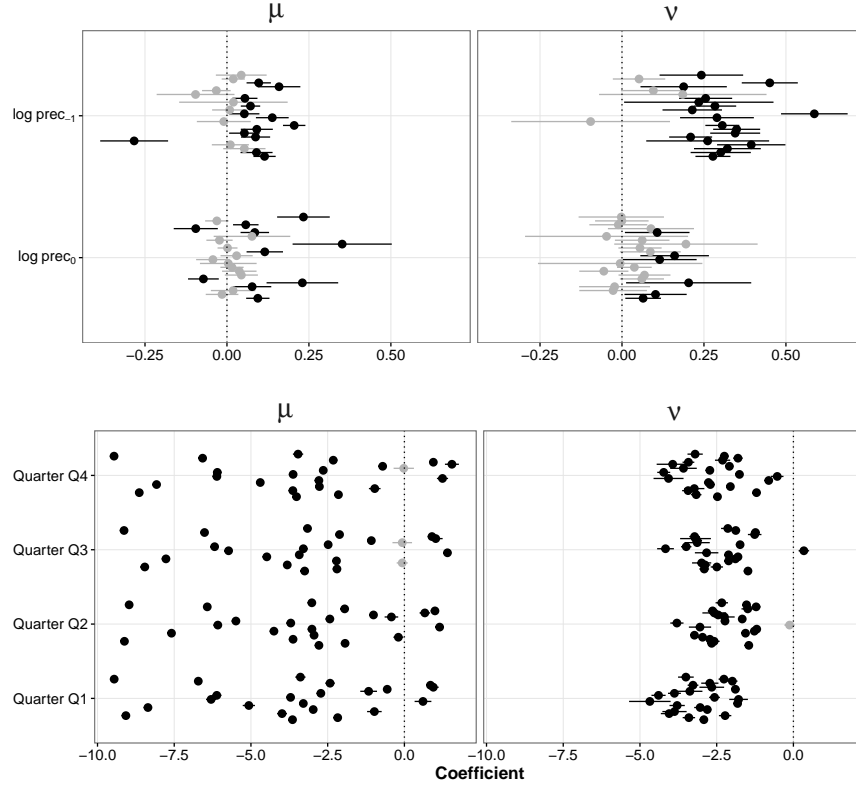 μ ν
log prec₋₁
log prec₀
−0.25 0.00 0.25 0.50 −0.25 0.00 0.25 0.50
μ ν
Quarter Q4
Quarter Q3
Quarter Q2
Quarter Q1
−10.0 −7.5 −5.0 −2.5 0.0 −10.0 −7.5 −5.0 −2.5 0.0
Coefficient